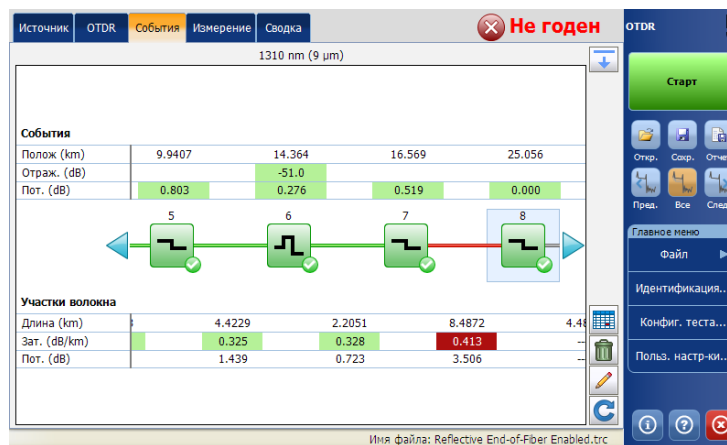 Источник OTDR События Измерение Сводка Не годен OTDR
1310 nm (9 µm)
Старт
События
Полож (km) 9.9407 14.364 16.569 25.056
Отраж. (dB) -51.0
Пот. (dB) 0.803 0.276 0.519 0.000
Откр. Сохр.
Пред. Все
5 6 7 8
Главное меню
Файл
Идентификация...
Участки волокна
Длина (km) 4.4229 2.2051 8.4872
Зат. (dB/km) 0.325 0.328 0.413 --
Пот. (dB) 1.439 0.723 3.506 --
Конфиг. теста...
Польз. настр-ки...
Имя файла: Reflective End-of-Fiber Enabled.trc